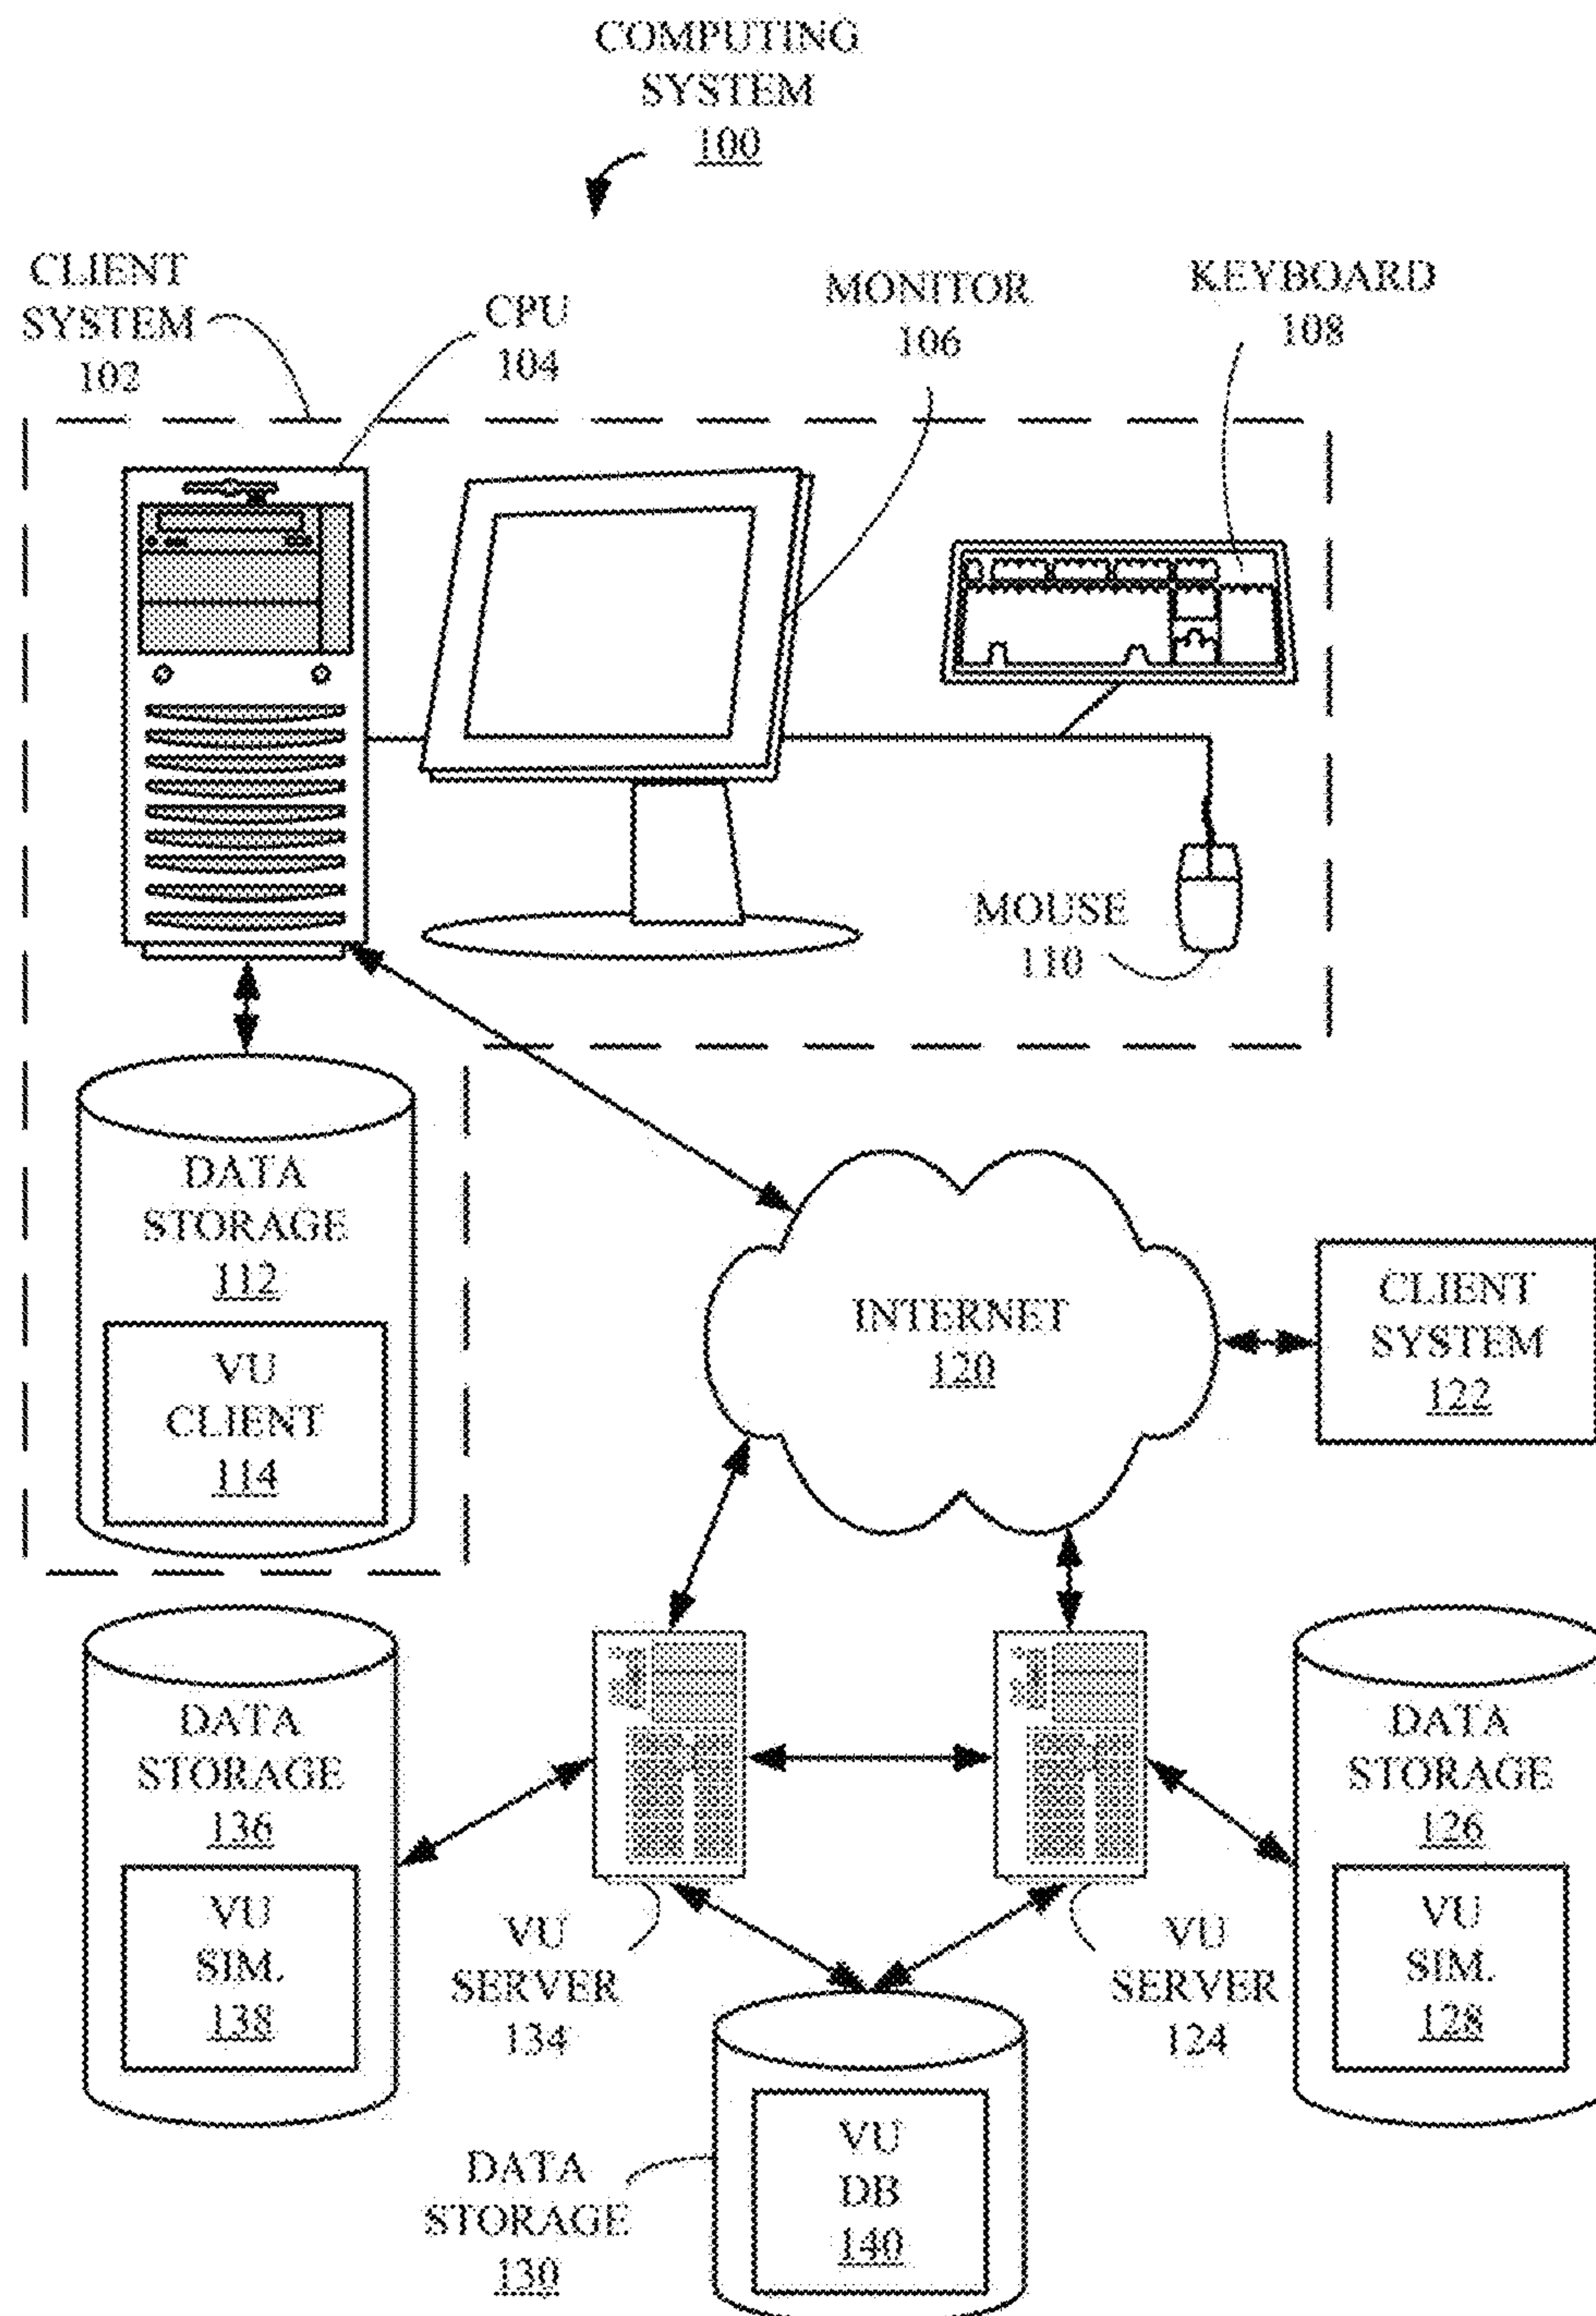 COMPUTING
SYSTEM
100
CLIENT
SYSTEM
102
CPU
104
MONITOR
106
KEYBOARD
108
MOUSE
110
DATA
STORAGE
112
VU
CLIENT
114
INTERNET
120
CLIENT
SYSTEM
122
DATA
STORAGE
136
VU
SIM.
138
VU
SERVER
134
VU
SERVER
124
DATA
STORAGE
126
VU
SIM.
128
DATA
STORAGE
130
VU
DB
140